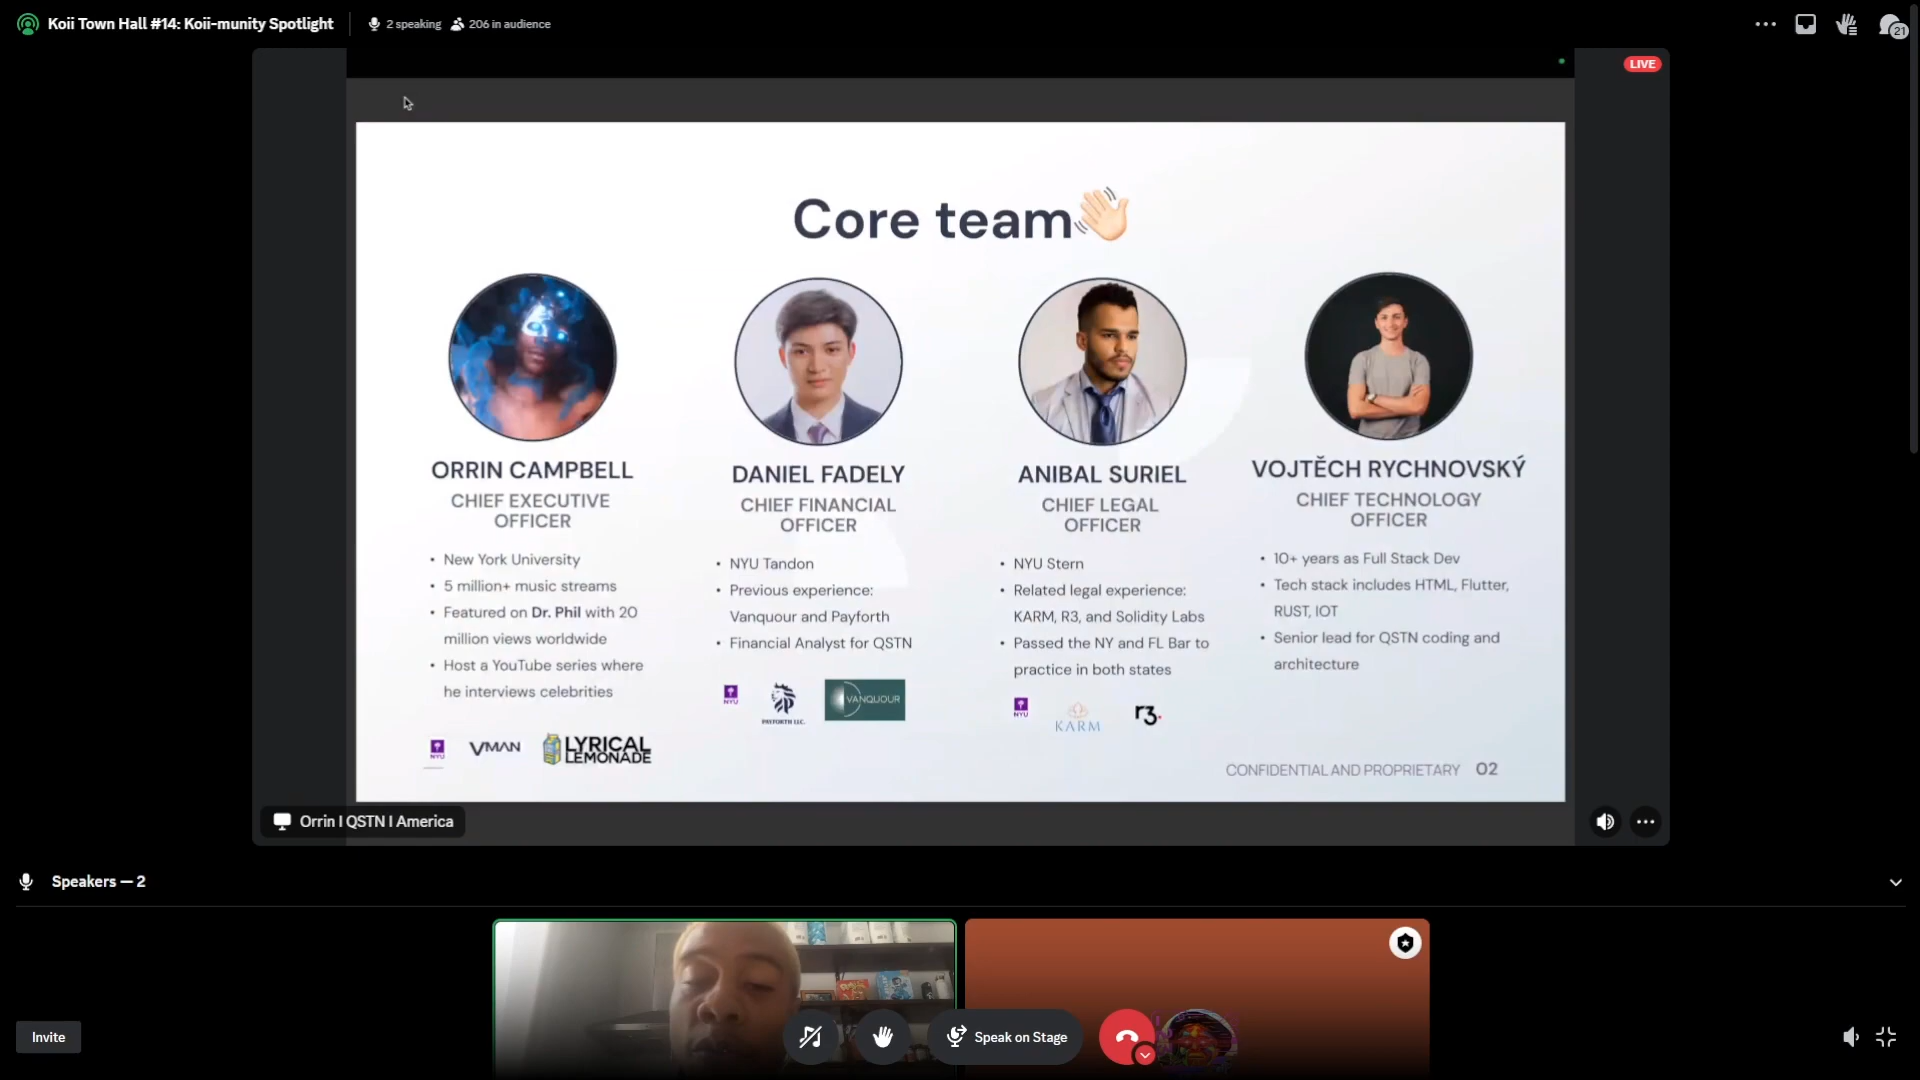 Koii Town Hall #14: Koii-munity Spotlight
2 speaking
206 in audience
21
LIVE
Core team
ORRIN CAMPBELL
CHIEF EXECUTIVE
OFFICER
• New York University
• 5 million+ music streams
• Featured on Dr. Phil with 20
million views worldwide
• Host a YouTube series where
he interviews celebrities
NYU
VMAN
LYRICAL
LEMONADE
DANIEL FADELY
CHIEF FINANCIAL
OFFICER
• NYU Tandon
• Previous experience:
Vanquour and Payforth
• Financial Analyst for QSTN
NYU
PAYFORTH LLC.
VANQUOUR
ANIBAL SURIEL
CHIEF LEGAL
OFFICER
• NYU Stern
• Related legal experience:
KARM, R3, and Solidity Labs
• Passed the NY and FL Bar to
practice in both states
NYU
KARM
r3.
VOJTĚCH RYCHNOVSKÝ
CHIEF TECHNOLOGY
OFFICER
• 10+ years as Full Stack Dev
• Tech stack includes HTML, Flutter,
RUST, IOT
• Senior lead for QSTN coding and
architecture
CONFIDENTIAL AND PROPRIETARY 02
Orrin I QSTN I America
Speakers — 2
Invite
Speak on Stage